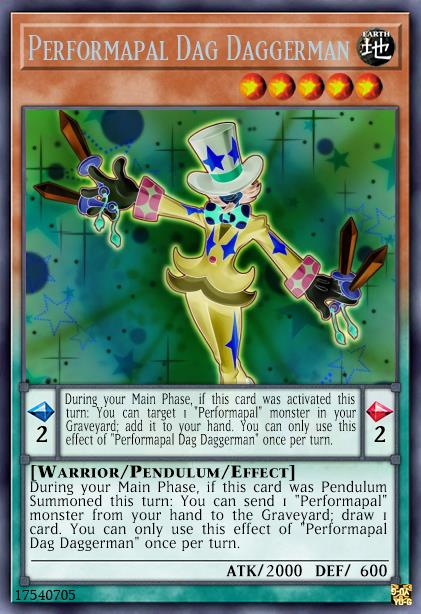 PERFORMAPAL DAG DAGGERMAN
EARTH
地
During your Main Phase, if this card was activated this
turn: You can target 1 "Performapal" monster in your
Graveyard; add it to your hand. You can only use this
effect of "Performapal Dag Daggerman" once per turn.
2
2
[WARRIOR/PENDULUM/EFFECT]
During your Main Phase, if this card was Pendulum
Summoned this turn: You can send 1 "Performapal"
monster from your hand to the Graveyard; draw 1
card. You can only use this effect of "Performapal
Dag Daggerman" once per turn.
ATK/2000 DEF/ 600
17540705